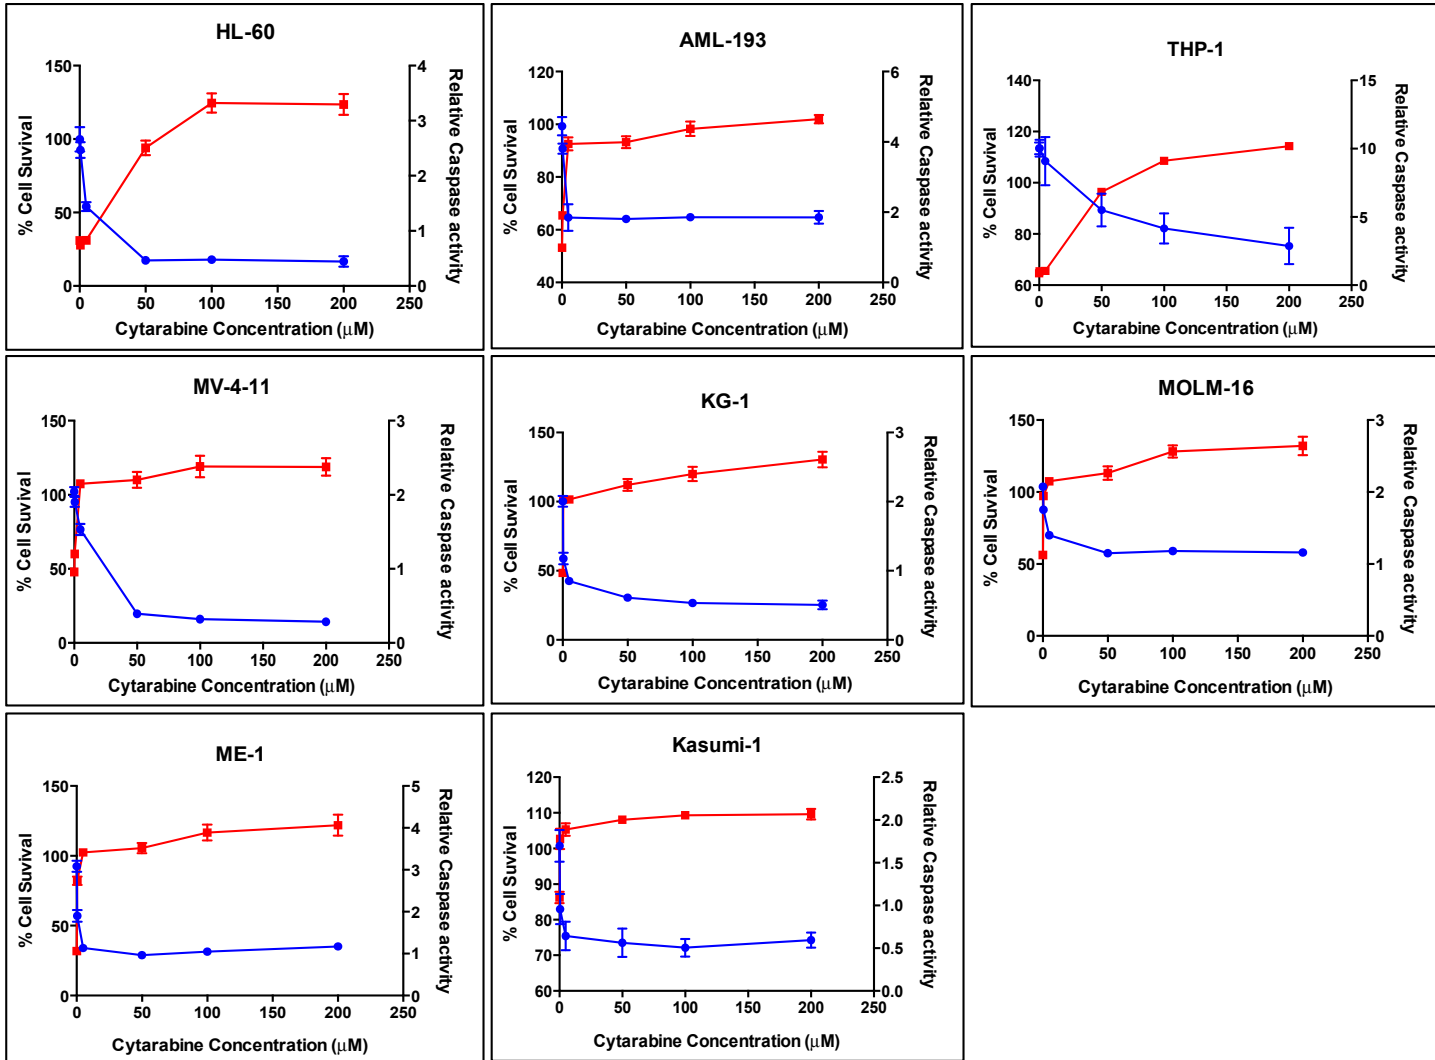 HL-60
150
100
50
0
% Cell Suvival
4
3
2
1
0
Relative Caspase activity
0 50 100 150 200 250
Cytarabine Concentration (μM)
AML-193
120
100
80
60
40
% Cell Survival
6
4
2
0
Relative Caspase activity
0 50 100 150 200 250
Cytarabine Concentration (μM)
THP-1
140
120
100
80
60
% Cell Survival
15
10
5
0
Relative Caspase activity
0 50 100 150 200 250
Cytarabine Concentration (μM)
MV-4-11
150
100
50
0
% Cell Survival
3
2
1
0
Relative Caspase activity
0 50 100 150 200 250
Cytarabine Concentration (μM)
KG-1
150
100
50
0
% Cell Survival
3
2
1
0
Relative Caspase activity
0 50 100 150 200 250
Cytarabine Concentration (μM)
MOLM-16
150
100
50
0
% Cell Survival
3
2
1
0
Relative Caspase activity
0 50 100 150 200 250
Cytarabine Concentration (μM)
ME-1
150
100
50
0
% Cell Suvival
5
4
3
2
1
0
Relative Caspase activity
0 50 100 150 200 250
Cytarabine Concentration (μM)
Kasumi-1
120
110
100
90
80
70
60
% Cell Suvival
2.5
2.0
1.5
1.0
0.5
0.0
Relative Caspase activity
0 50 100 150 200 250
Cytarabine Concentration (μM)